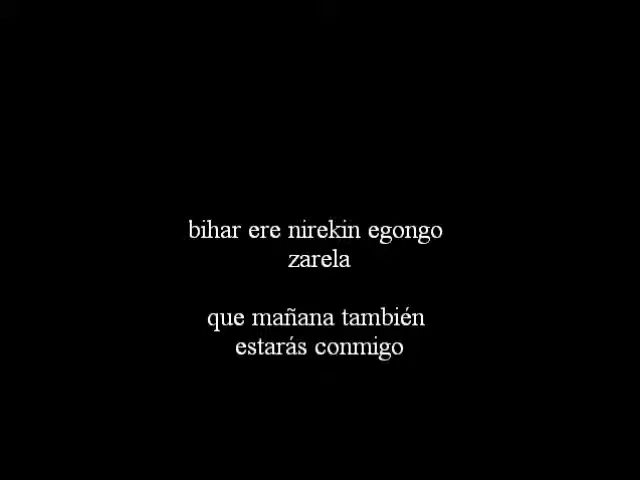 bihar ere nirekin egongo
zarela
que mañana también
estarás conmigo